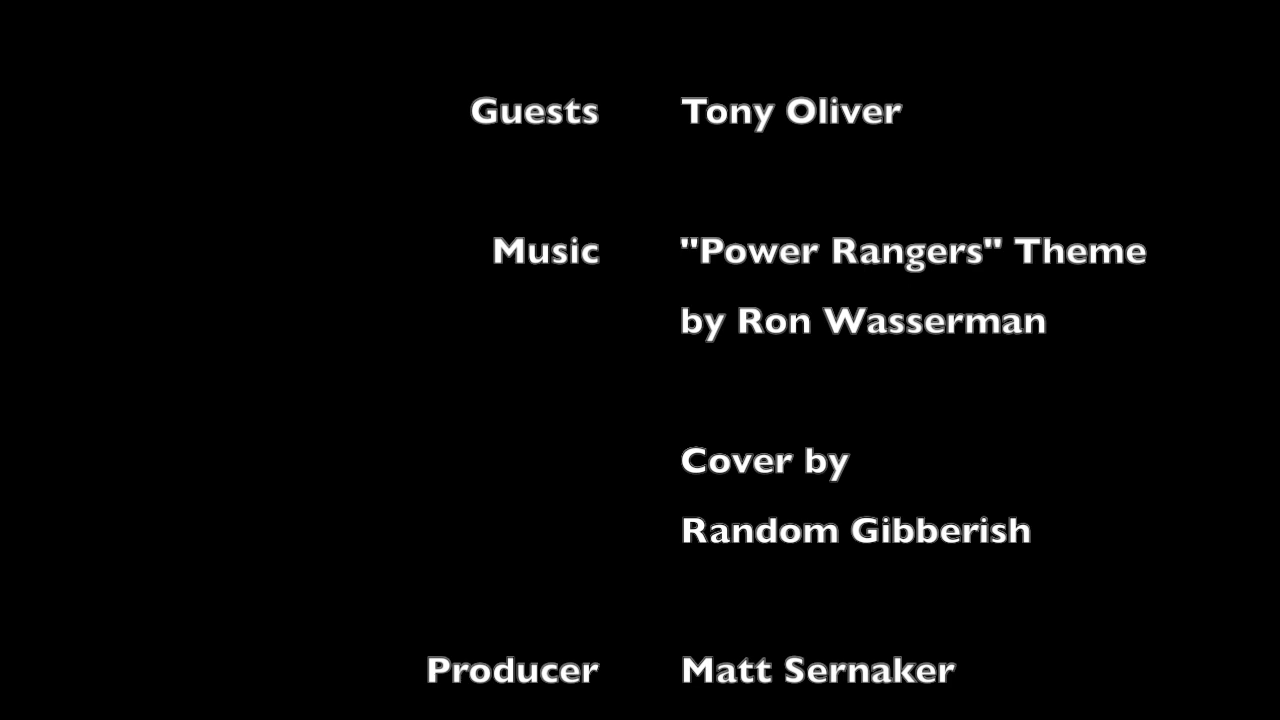 Guests Tony Oliver
Music "Power Rangers" Theme
by Ron Wasserman
Cover by
Random Gibberish
Producer Matt Sernaker